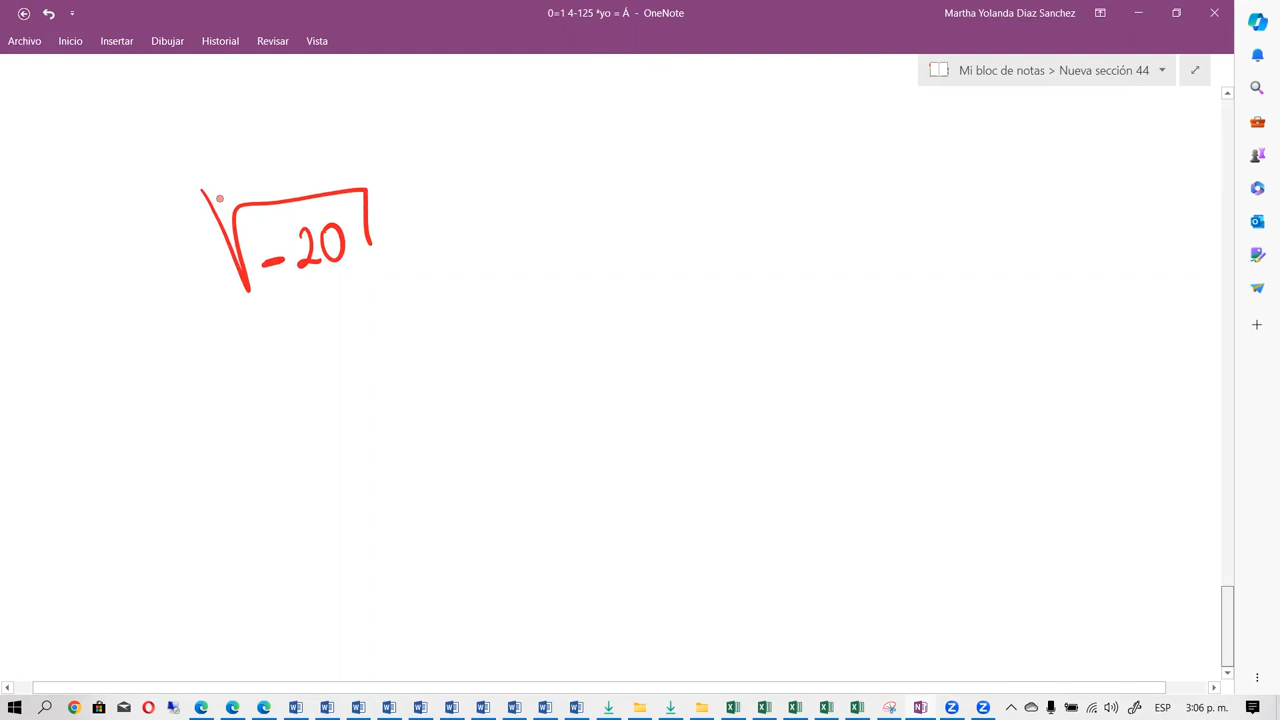 0=1 4-125 *yo = Á - OneNote
Martha Yolanda Diaz Sanchez
Archivo Inicio Insertar Dibujar Historial Revisar Vista
Mi bloc de notas > Nueva sección 44
√-20
ESP 3:06 p. m.